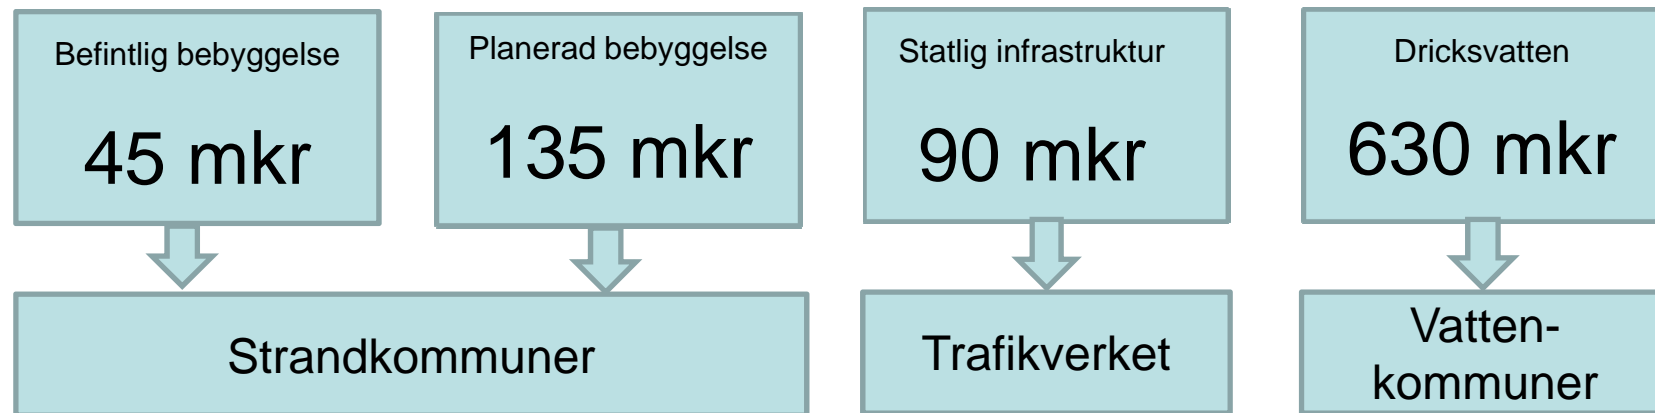 Befintlig bebyggelse
45 mkr
Planerad bebyggelse
135 mkr
Statlig infrastruktur
90 mkr
Dricksvatten
630 mkr
Strandkommuner
Trafikverket
Vatten-
kommuner